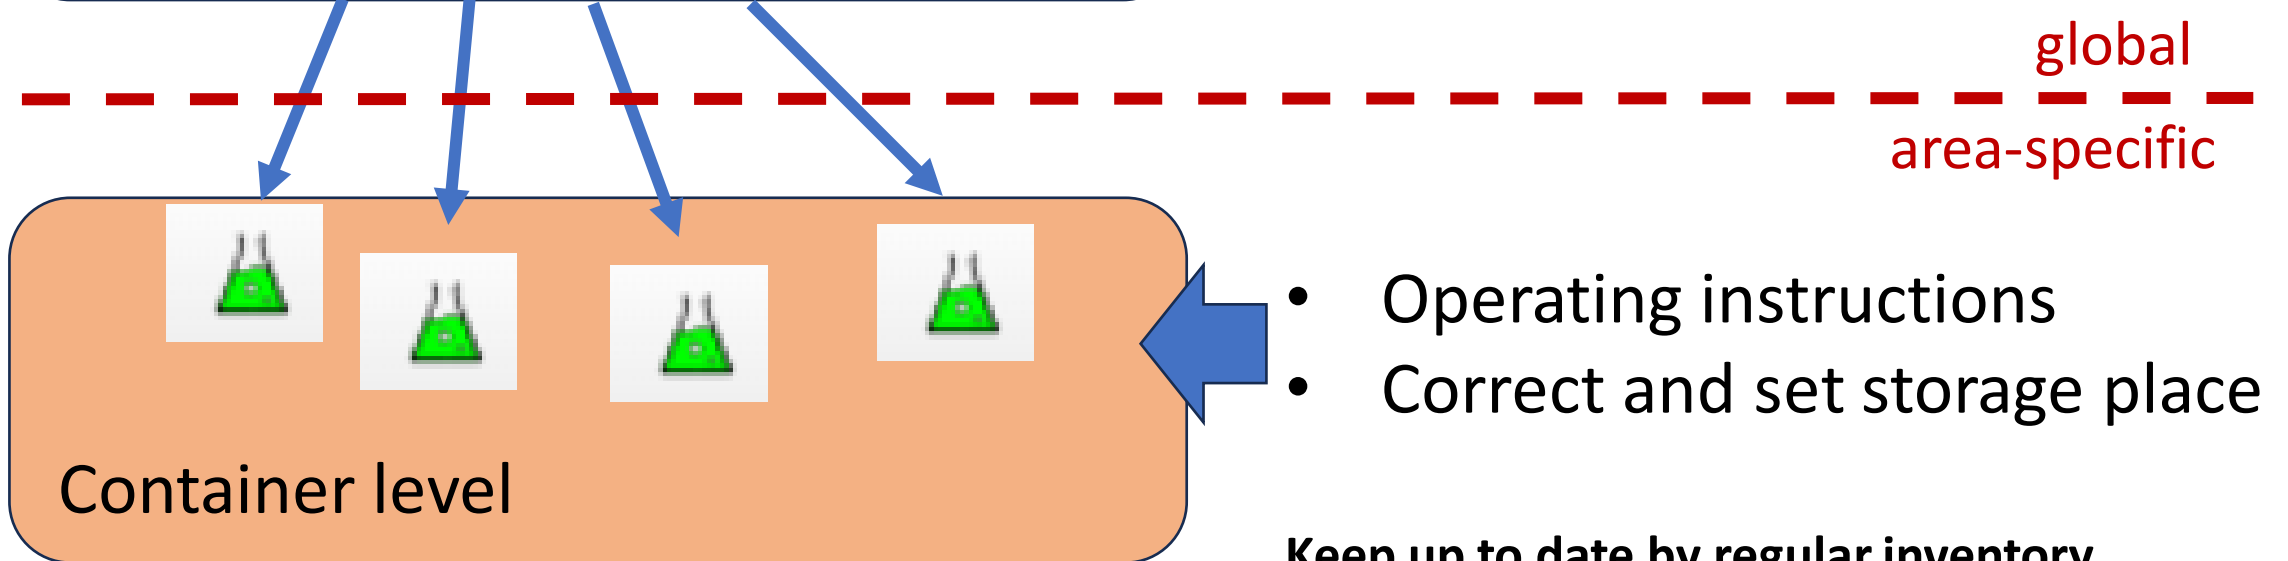 global
area-specific
• Operating instructions
• Correct and set storage place
Container level
Keep up to date by regular inventory